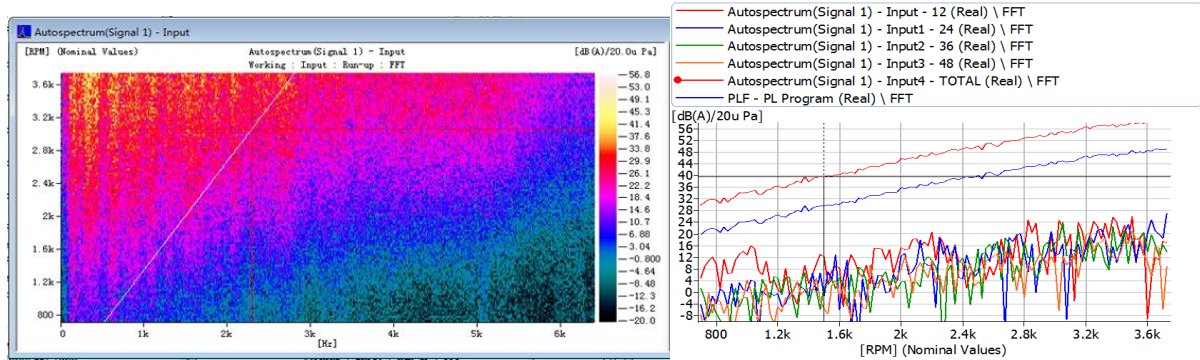 Autospectrum(Signal 1) - Input
[RPM] (Nominal Values)
Autospectrum(Signal 1) - Input
[dB(A)/20.0u Pa]
Working : Input : Run-up : FFT
3.6k
3.2k
2.8k
2.4k
2k
1.6k
1.2k
800
0
1k
2k
3k
4k
5k
6k
[Hz]
56.8
53.0
49.1
45.3
41.4
37.6
33.8
29.9
26.1
22.2
18.4
14.6
10.7
6.88
3.04
-0.800
-4.64
-8.48
-12.3
-16.2
-20.0
Autospectrum(Signal 1) - Input - 12 (Real) \ FFT
Autospectrum(Signal 1) - Input1 - 24 (Real) \ FFT
Autospectrum(Signal 1) - Input2 - 36 (Real) \ FFT
Autospectrum(Signal 1) - Input3 - 48 (Real) \ FFT
Autospectrum(Signal 1) - Input4 - TOTAL (Real) \ FFT
PLF - PL Program (Real) \ FFT
[dB(A)/20u Pa]
56
52
48
44
40
36
32
28
24
20
16
12
8
4
0
-4
-8
800
1.2k
1.6k
2k
2.4k
2.8k
3.2k
3.6k
[RPM] (Nominal Values)